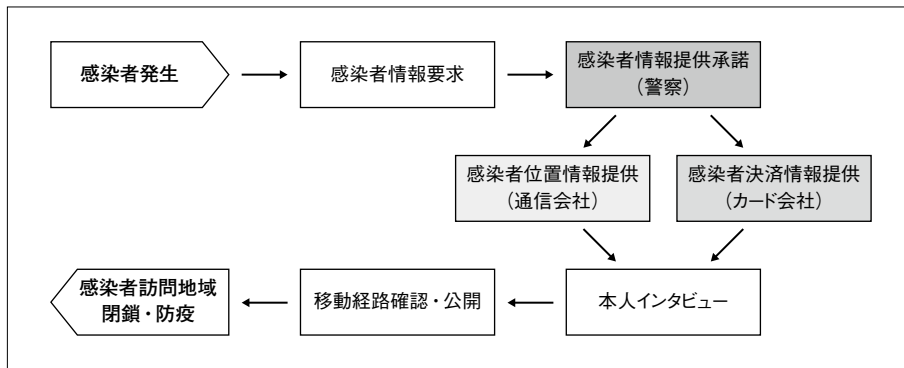 感染者発生
感染者情報要求
感染者情報提供承諾
（警察）
感染者位置情報提供
（通信会社）
感染者決済情報提供
（カード会社）
本人インタビュー
移動経路確認・公開
感染者訪問地域
閉鎖・防疫